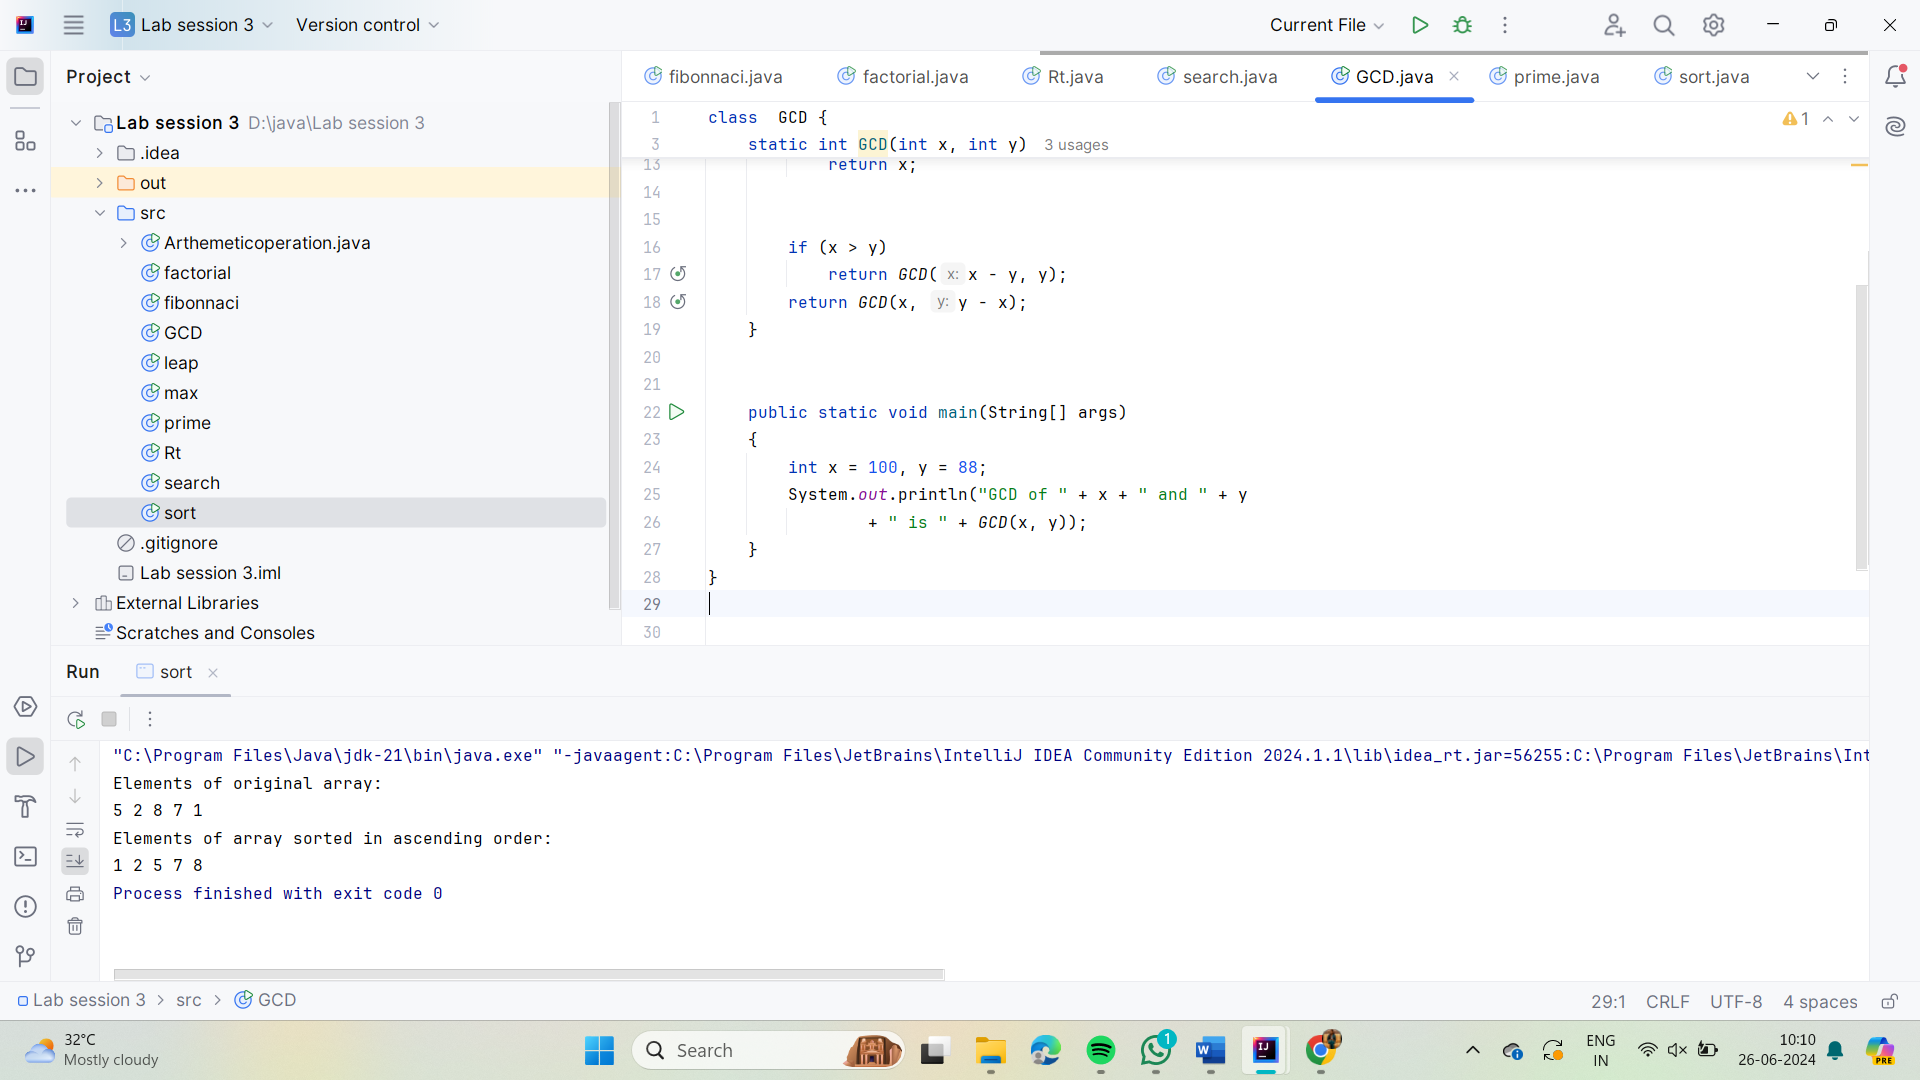 L3 Lab session 3 Version control Current File
Project
fibonnaci.java factorial.java Rt.java search.java GCD.java prime.java sort.java
Lab session 3 D:\java\Lab session 3
.idea
out
src
Arthemeticoperation.java
factorial
fibonnaci
GCD
leap
max
prime
Rt
search
sort
.gitignore
Lab session 3.iml
External Libraries
Scratches and Consoles
1 class GCD {
3 static int GCD(int x, int y) 3 usages
1
13 return x;
14
15
16 if (x > y)
17 return GCD( x: x - y, y);
18 return GCD(x, y: y - x);
19 }
20
21
22 public static void main(String[] args)
23 {
24 int x = 100, y = 88;
25 System.out.println("GCD of " + x + " and " + y
26 + " is " + GCD(x, y));
27 }
28 }
29
30
Run sort
"C:\Program Files\Java\jdk-21\bin\java.exe" "-javaagent:C:\Program Files\JetBrains\IntelliJ IDEA Community Edition 2024.1.1\lib\idea_rt.jar=56255:C:\Program Files\JetBrains\Int
Elements of original array:
5 2 8 7 1
Elements of array sorted in ascending order:
1 2 5 7 8
Process finished with exit code 0
Lab session 3 > src > GCD
29:1 CRLF UTF-8 4 spaces
32°C
Mostly cloudy
Search
1
ENG
IN
10:10
26-06-2024
PRE